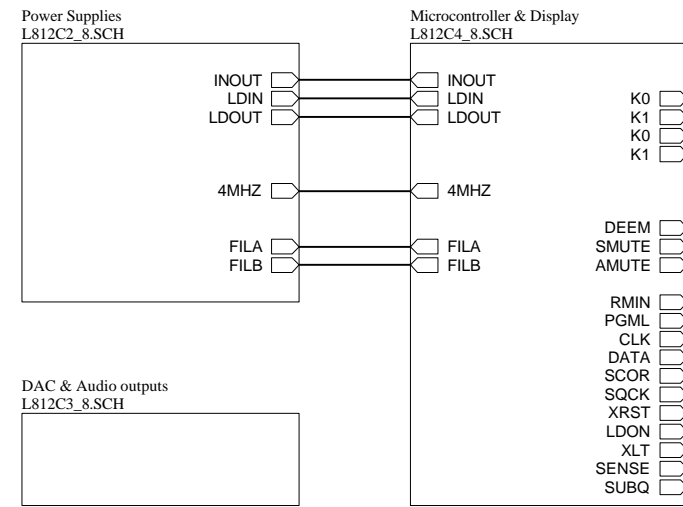 Power Supplies
L812C2_8.SCH
INOUT
LDIN
LDOUT
4MHZ
FILA
FILB
DAC & Audio outputs
L812C3_8.SCH
Microcontroller & Display
L812C4_8.SCH
INOUT
LDIN
LDOUT
4MHZ
FILA
FILB
K0
K1
K0
K1
DEEM
SMUTE
AMUTE
RMIN
PGML
CLK
DATA
SCOR
SQCK
XRST
LDON
XLT
SENSE
SUBQ